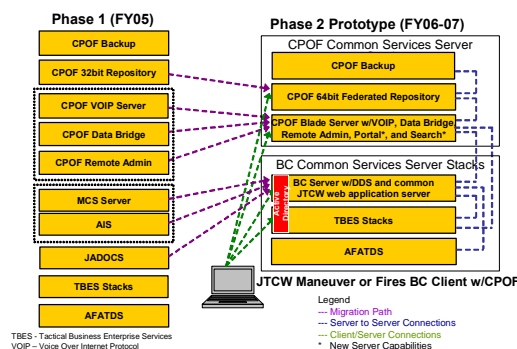 Phase 1 (FY05)
CPOF Backup
CPOF 32bit Repository
CPOF VOIP Server
CPOF Data Bridge
CPOF Remote Admin
MCS Server
AIS
JADOCS
TBES Stacks
AFATDS
TBES - Tactical Business Enterprise Services
VOIP – Voice Over Internet Protocol
Phase 2 Prototype (FY06-07)
CPOF Common Services Server
CPOF Backup
CPOF 64bit Federated Repository
CPOF Blade Server w/VOIP, Data Bridge,
Remote Admin, Portal*, and Search*
BC Common Services Server Stacks
Active
Directory
BC Server w/DDS and common
JTCW web application server
TBES Stacks
AFATDS
JTCW Maneuver or Fires BC Client w/CPOF
Legend
--- Migration Path
--- Server to Server Connections
--- Client/Server Connections
* New Server Capabilities